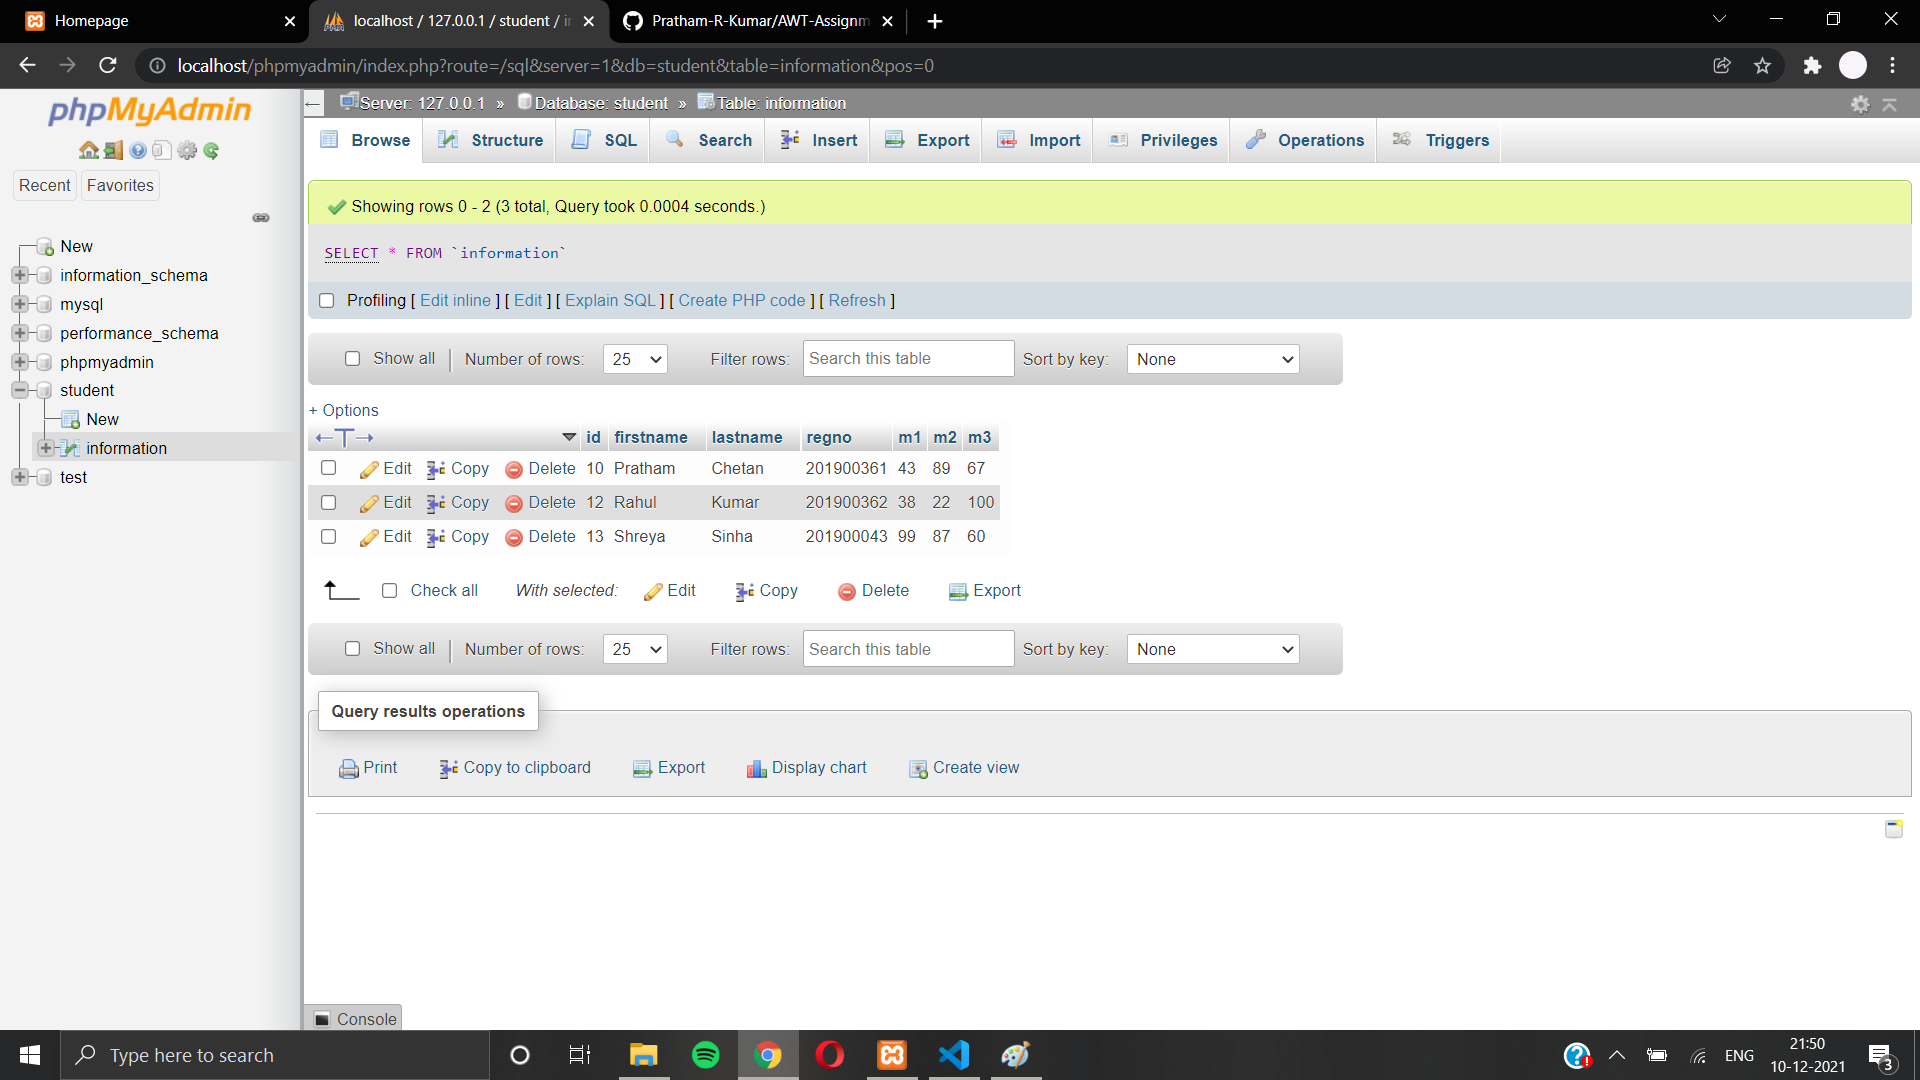 Homepage
localhost / 127.0.0.1 / student / in
Pratham-R-Kumar/AWT-Assignm
localhost/phpmyadmin/index.php?route=/sql&server=1&db=student&table=information&pos=0
phpMyAdmin
Recent
Favorites
New
information_schema
mysql
performance_schema
phpmyadmin
student
New
information
test
Server: 127.0.0.1 » Database: student » Table: information
Browse Structure SQL Search Insert Export Import Privileges Operations Triggers
Showing rows 0 - 2 (3 total, Query took 0.0004 seconds.)
SELECT * FROM `information`
Profiling [ Edit inline ] [ Edit ] [ Explain SQL ] [ Create PHP code ] [ Refresh ]
Show all Number of rows: 25 Filter rows: Search this table Sort by key: None
+ Options
←T→ id firstname lastname regno m1 m2 m3
Edit Copy Delete 10 Pratham Chetan 201900361 43 89 67
Edit Copy Delete 12 Rahul Kumar 201900362 38 22 100
Edit Copy Delete 13 Shreya Sinha 201900043 99 87 60
Check all With selected: Edit Copy Delete Export
Show all Number of rows: 25 Filter rows: Search this table Sort by key: None
Query results operations
Print Copy to clipboard Export Display chart Create view
Console
Type here to search
ENG
21:50
10-12-2021
3